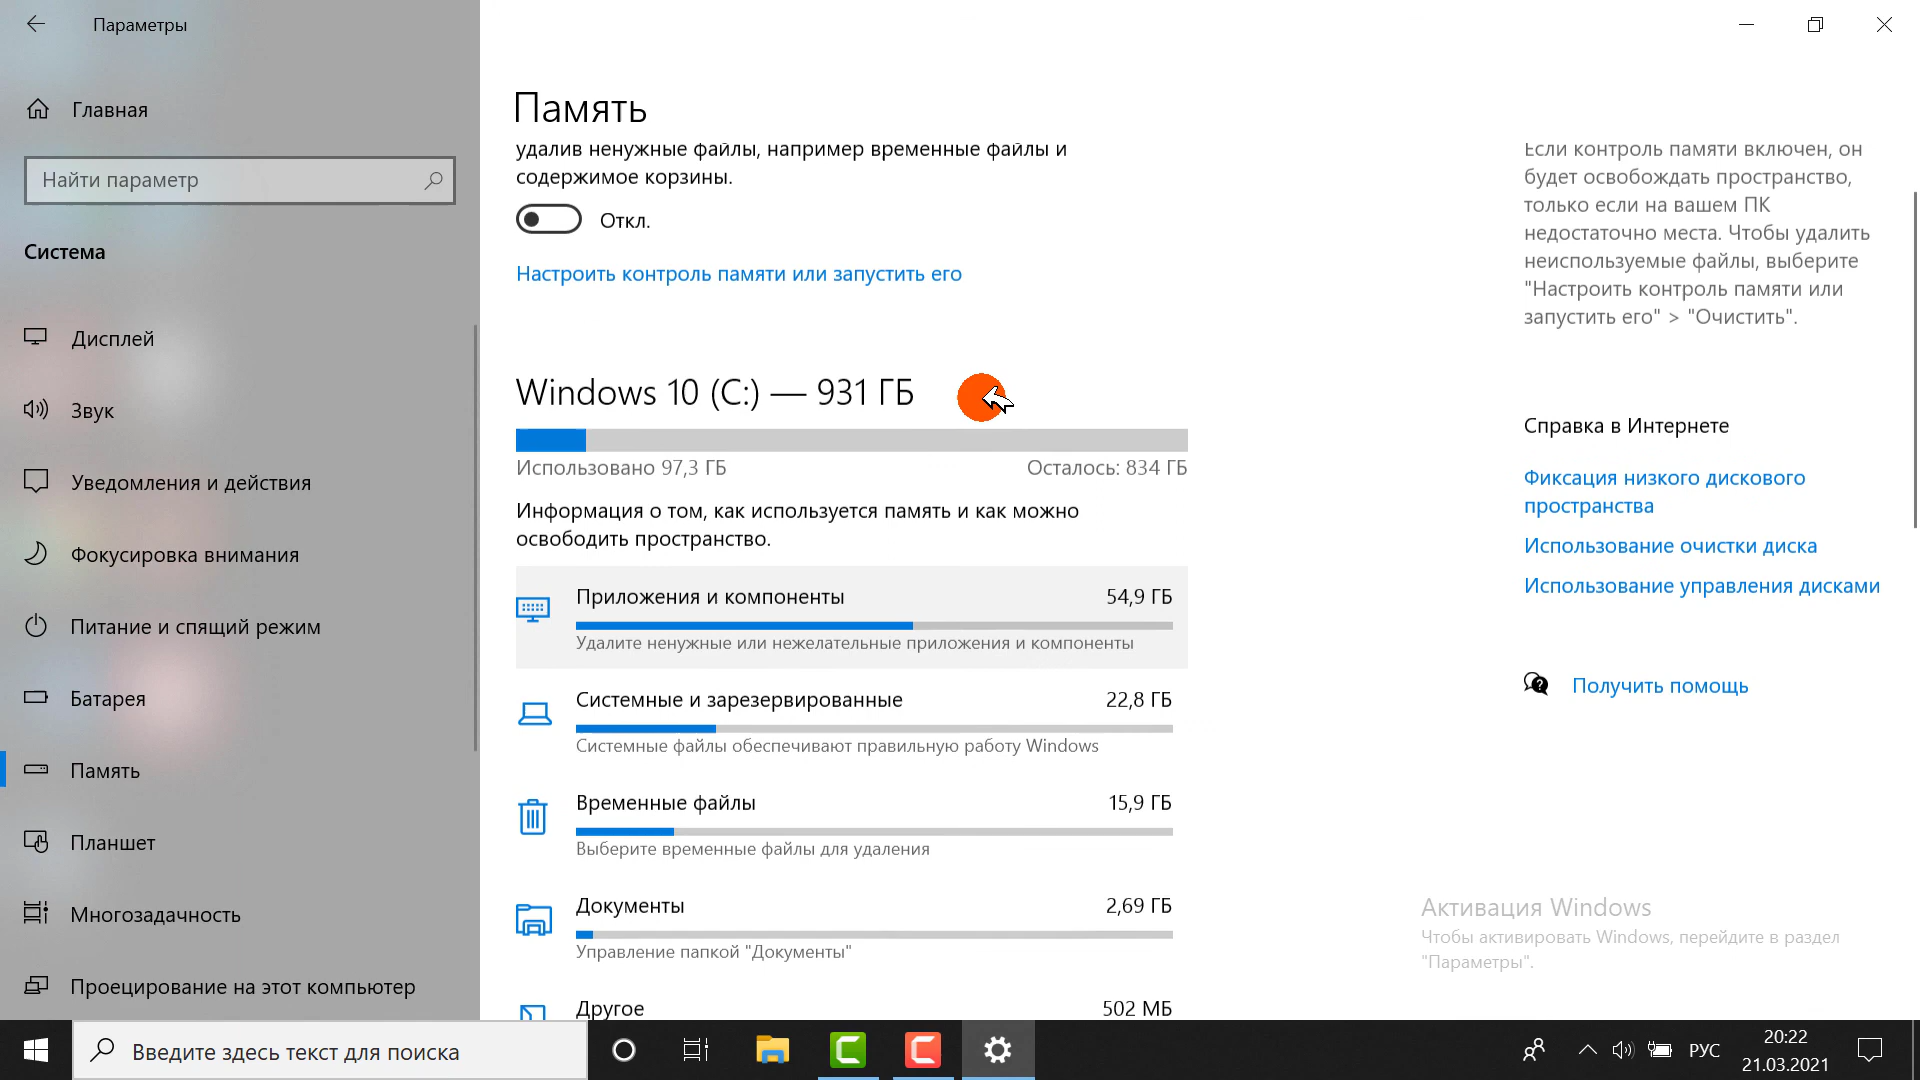 Параметры
Главная
Найти параметр
Система
Дисплей
Звук
Уведомления и действия
Фокусировка внимания
Питание и спящий режим
Батарея
Память
Планшет
Многозадачность
Проецирование на этот компьютер
Память
удалив ненужные файлы, например временные файлы и
содержимое корзины.
Откл.
Настроить контроль памяти или запустить его
Windows 10 (C:) — 931 ГБ
Использовано 97,3 ГБ
Осталось: 834 ГБ
Информация о том, как используется память и как можно
освободить пространство.
Приложения и компоненты
54,9 ГБ
Удалите ненужные или нежелательные приложения и компоненты
Системные и зарезервированные
22,8 ГБ
Системные файлы обеспечивают правильную работу Windows
Временные файлы
15,9 ГБ
Выберите временные файлы для удаления
Документы
2,69 ГБ
Управление папкой "Документы"
Другое
502 МБ
Если контроль памяти включен, он
будет освобождать пространство,
только если на вашем ПК
недостаточно места. Чтобы удалить
неиспользуемые файлы, выберите
"Настроить контроль памяти или
запустить его" > "Очистить".
Справка в Интернете
Фиксация низкого дискового
пространства
Использование очистки диска
Использование управления дисками
Получить помощь
Активация Windows
Чтобы активировать Windows, перейдите в раздел
"Параметры".
Введите здесь текст для поиска
РУС
20:22
21.03.2021